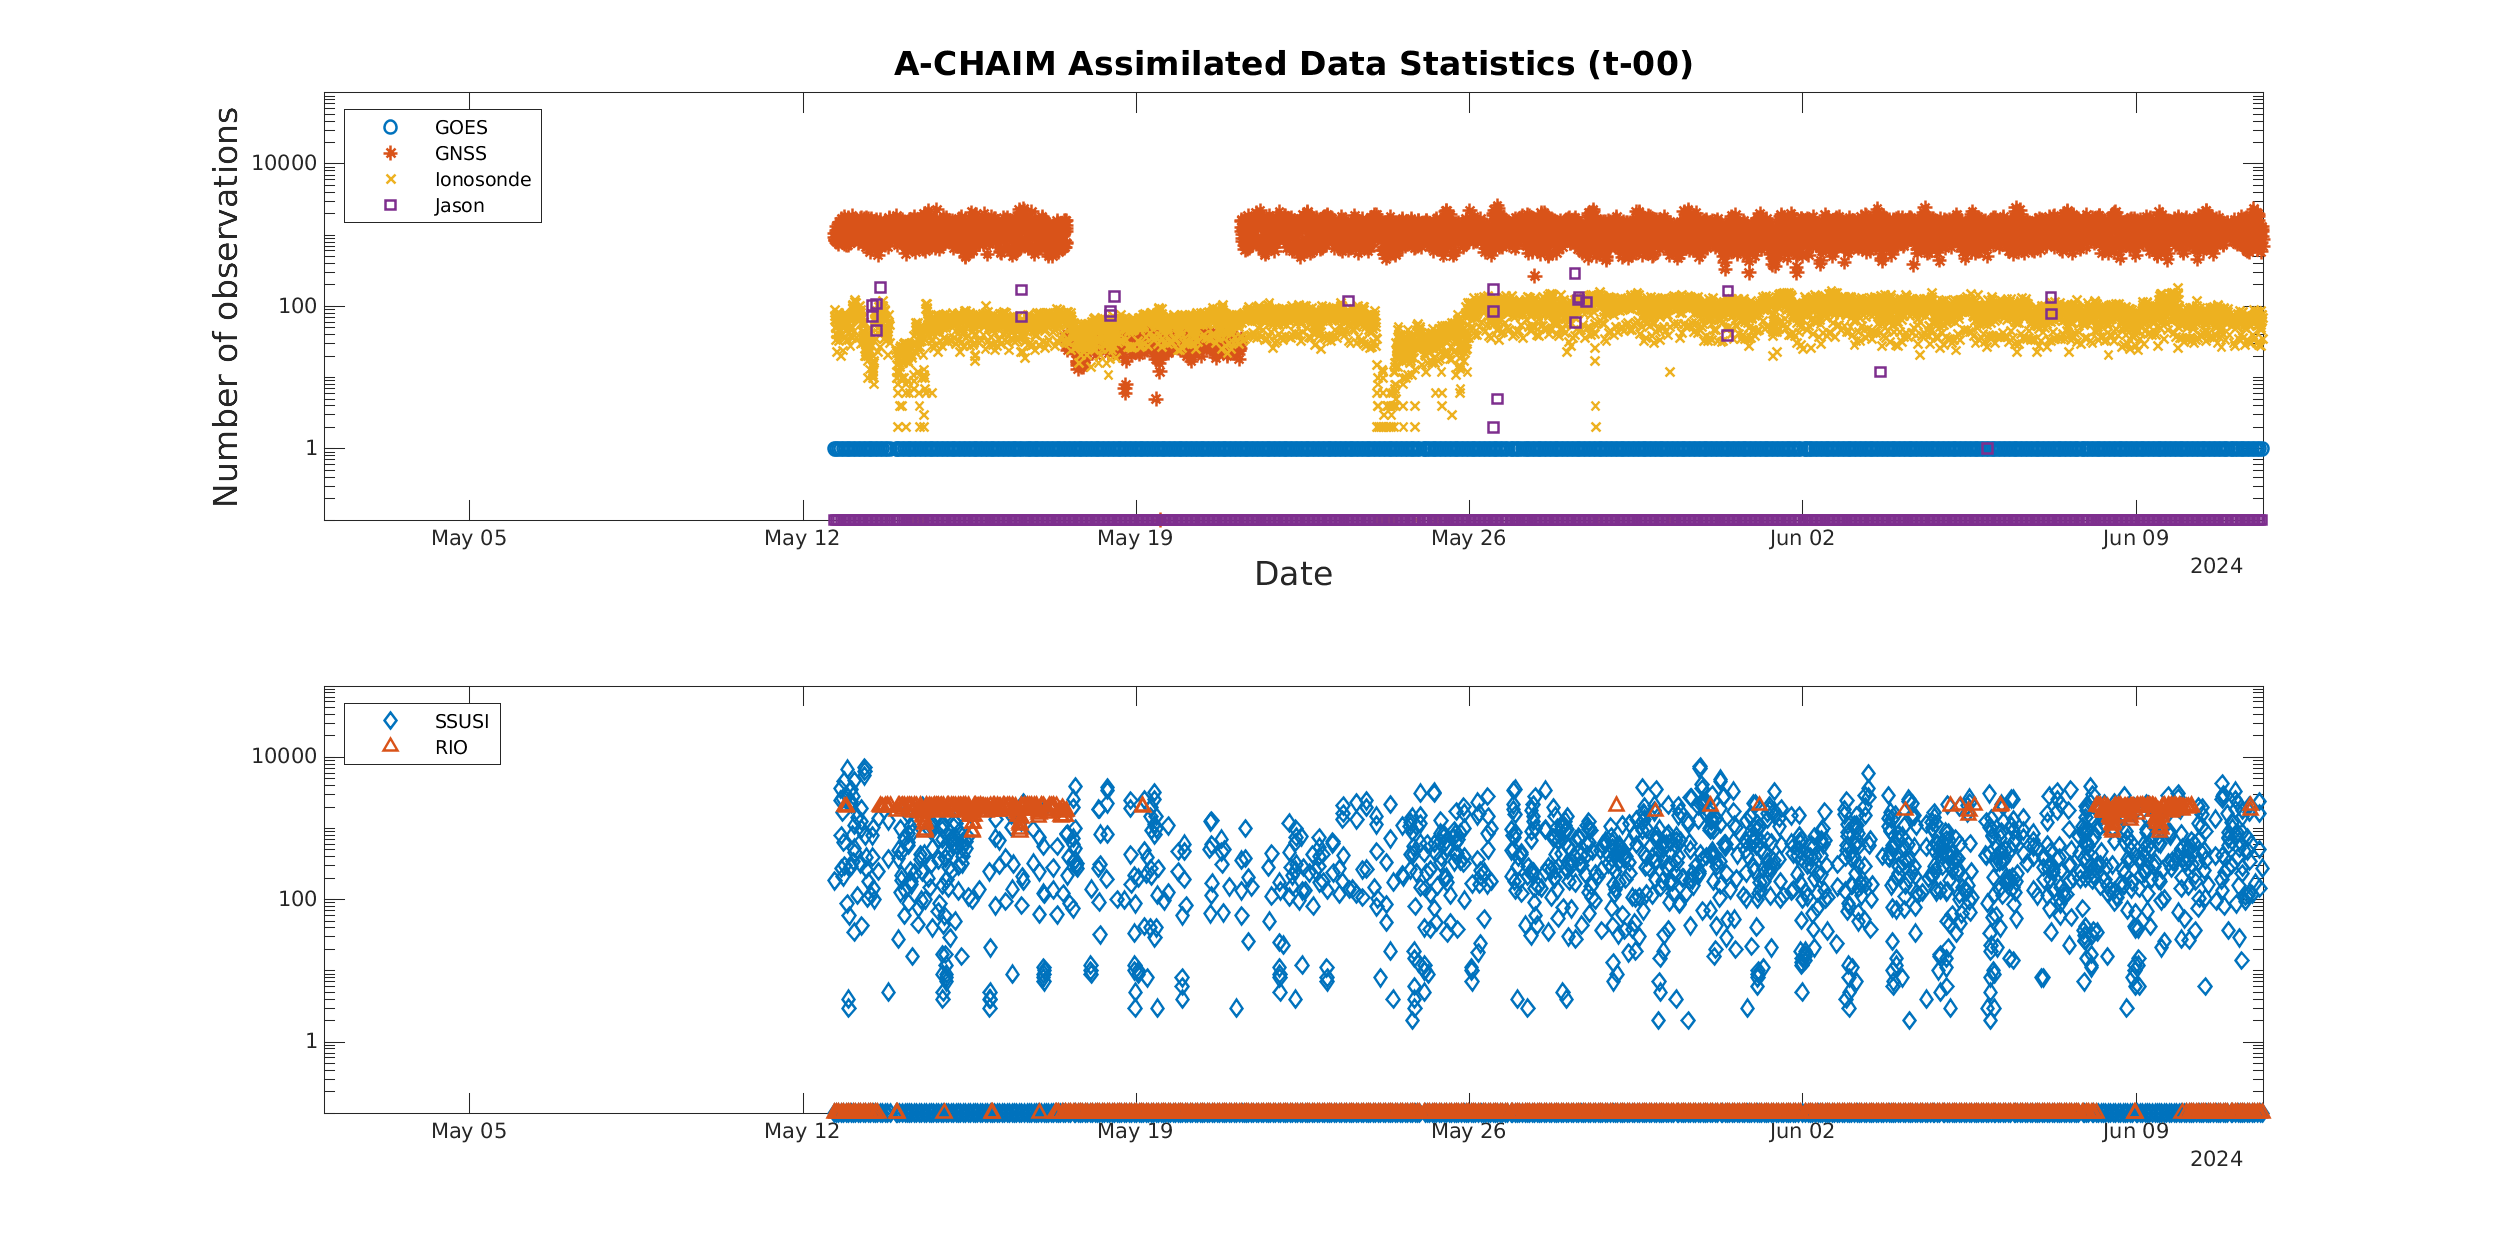 A-CHAIM Assimilated Data Statistics (t-00)
Number of observations
10000
100
1
GOES
GNSS
Ionosonde
Jason
May 05 May 12 May 19 May 26 Jun 02 Jun 09
2024
Date
10000
100
1
SSUSI
RIO
May 05 May 12 May 19 May 26 Jun 02 Jun 09
2024